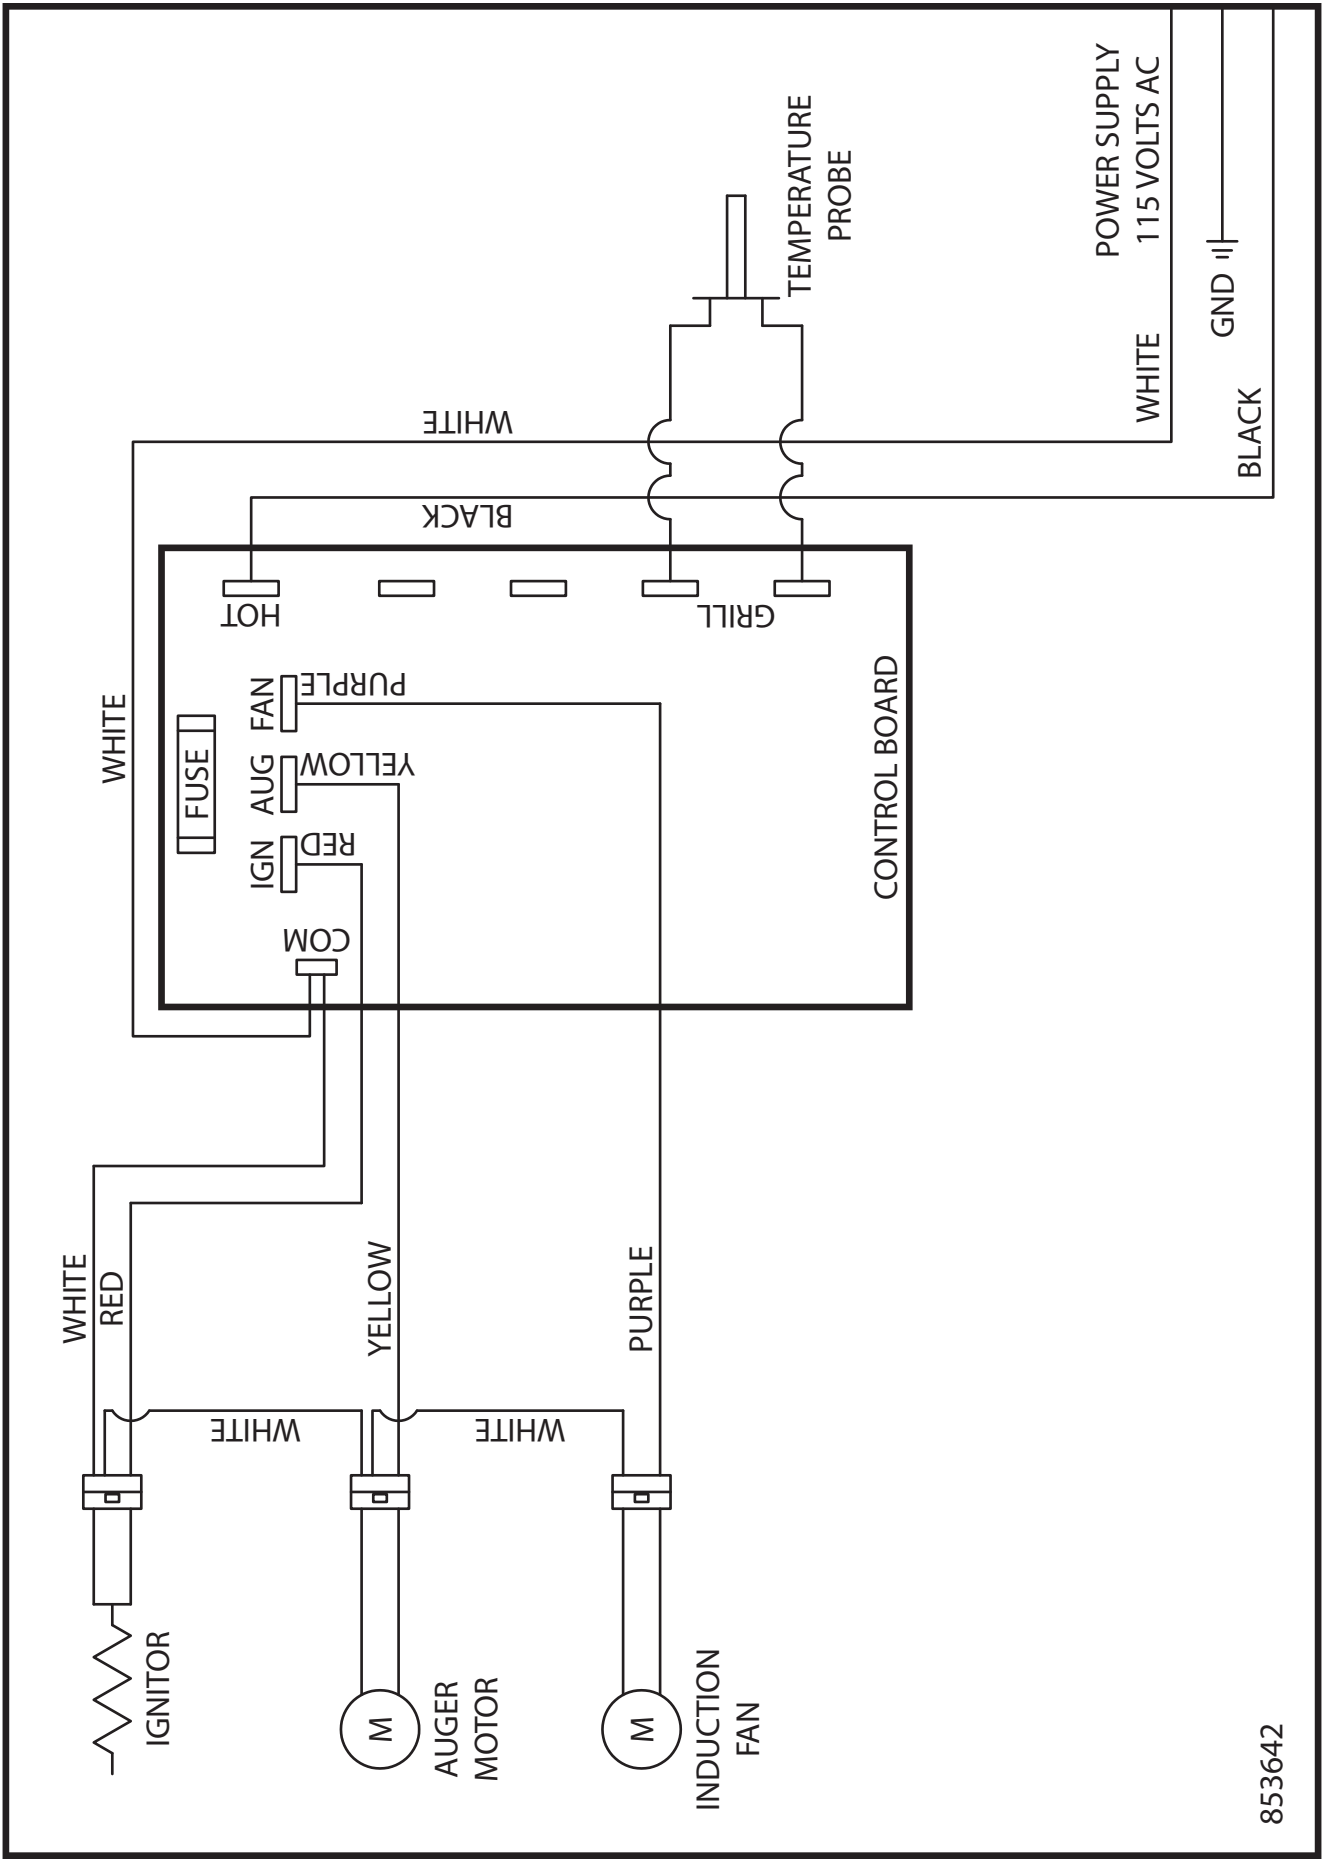 IGNITOR
AUGER
MOTOR
INDUCTION
FAN
M
M
WHITE
RED
YELLOW
PURPLE
WHITE
WHITE
WHITE
COM
IGN
AUG
FAN
RED
YELLOW
PURPLE
FUSE
HOT
GRILL
CONTROL BOARD
BLACK
WHITE
TEMPERATURE
PROBE
POWER SUPPLY
115 VOLTS AC
WHITE
GND
BLACK
853642